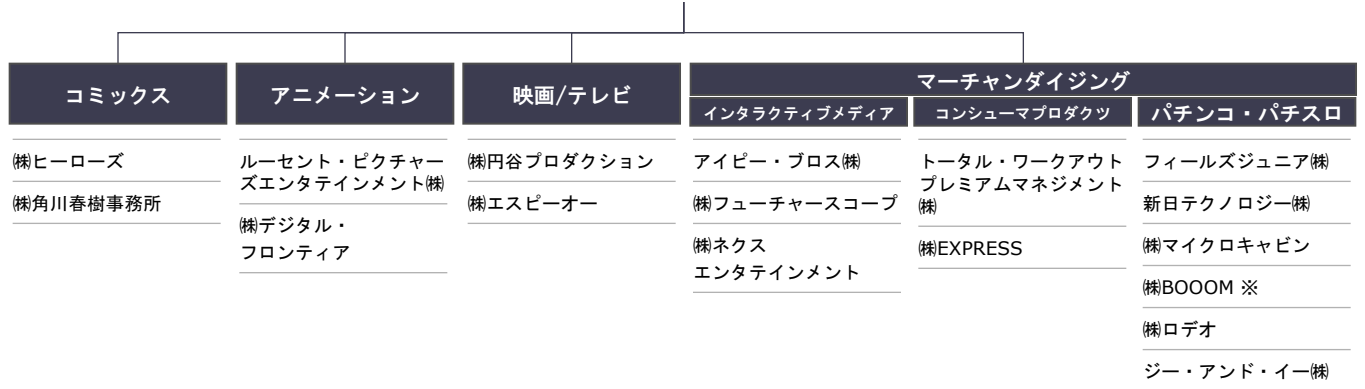 コミックス
㈱ヒーローズ
㈱角川春樹事務所
アニメーション
ルーセント・ピクチャー
ズエンタテインメント㈱
㈱デジタル・
フロンティア
映画/テレビ
㈱円谷プロダクション
㈱エスピーオー
マーチャンダイジング
インタラクティブメディア
アイピー・ブロス㈱
㈱フューチャースコープ
㈱ネクス
エンタテインメント
コンシューマプロダクツ
トータル・ワークアウト
プレミアムマネジメント
㈱
㈱EXPRESS
パチンコ・パチスロ
フィールズジュニア㈱
新日テクノロジー㈱
㈱マイクロキャビン
㈱BOOOM ※
㈱ロデオ
ジー・アンド・イー㈱